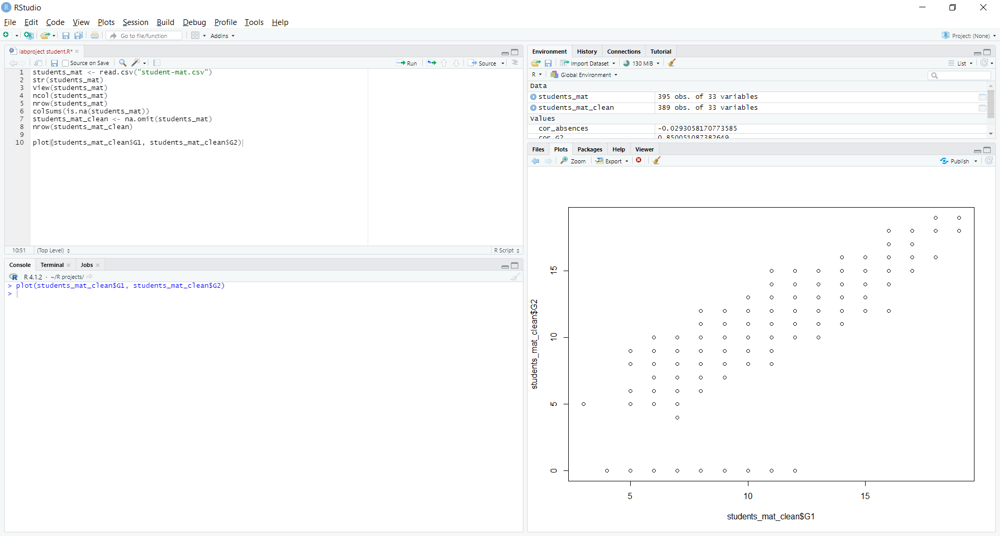 RStudio
File Edit Code View Plots Session Build Debug Profile Tools Help
Go to file/function Addins Project: (None)
labproject student.R*
Source on Save Run Source
1 students_mat <- read.csv("student-mat.csv")
2 str(students_mat)
3 View(students_mat)
4 ncol(students_mat)
5 nrow(students_mat)
6 colSums(is.na(students_mat))
7 students_mat_clean <- na.omit(students_mat)
8 nrow(students_mat_clean)
9
10 plot(students_mat_clean$G1, students_mat_clean$G2)
10:51 (Top Level) R Script
Console Terminal Jobs
R 4.1.2 · ~/R projects/
> plot(students_mat_clean$G1, students_mat_clean$G2)
>
Environment History Connections Tutorial
Import Dataset 130 MiB List
R Global Environment
Data
students_mat 395 obs. of 33 variables
students_mat_clean 389 obs. of 33 variables
Values
cor_absences -0.0293058170773585
cor_G2 0.850051087382649
Files Plots Packages Help Viewer
Zoom Export Publish
students_mat_clean$G2
15
10
5
0
5 10 15
students_mat_clean$G1